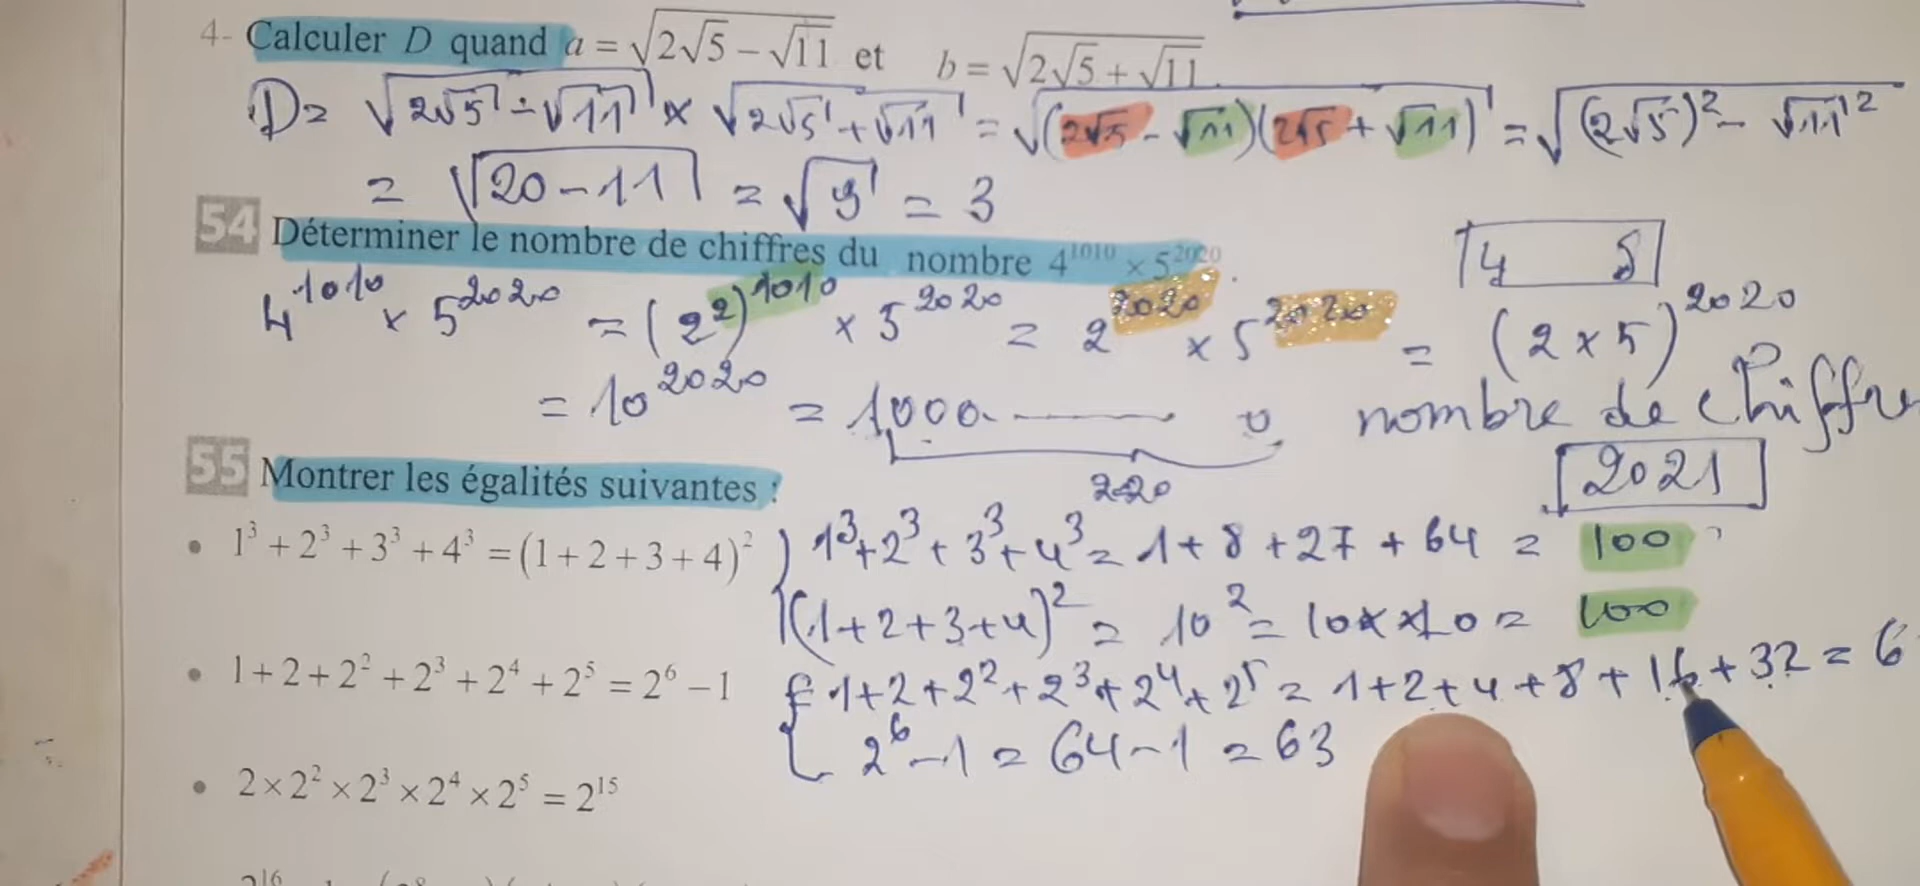 4- Calculer D quand a = √(2√5 − √11) et b = √(2√5 + √11)
D = √(2√5 − √11) × √(2√5 + √11) = √((2√5 − √11)(2√5 + √11)) = √((2√5)² − √11²)
= √(20 − 11) = √9 = 3
54 Déterminer le nombre de chiffres du nombre 4¹⁰¹⁰ × 5²⁰²⁰.
4¹⁰¹⁰ × 5²⁰²⁰ = (2²)¹⁰¹⁰ × 5²⁰²⁰ = 2²⁰²⁰ × 5²⁰²⁰ = (2 × 5)²⁰²⁰
= 10²⁰²⁰ = 1000 —— 0 nombre de chiffre
2021
55 Montrer les égalités suivantes :
2020
• 1³ + 2³ + 3³ + 4³ = (1 + 2 + 3 + 4)² 1³ + 2³ + 3³ + 4³ = 1 + 8 + 27 + 64 = 100
(1 + 2 + 3 + 4)² = 10² = 10 × × 10 = 100
• 1 + 2 + 2² + 2³ + 2⁴ + 2⁵ = 2⁶ − 1 1 + 2 + 2² + 2³ + 2⁴ + 2⁵ = 1 + 2 + 4 + 8 + 16 + 32 = 6
2⁶ − 1 = 64 − 1 = 63
• 2 × 2² × 2³ × 2⁴ × 2⁵ = 2¹⁵